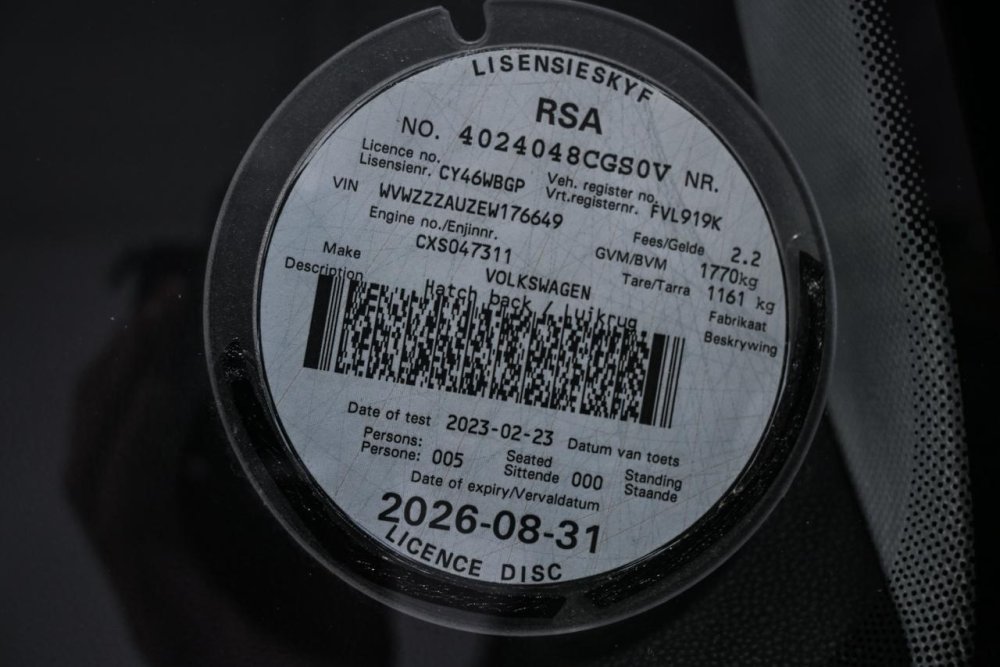 LISENSIESKYF
RSA
NO. 4024048CGS0V NR.
Licence no. Lisensienr. CY46WBGP Veh. register no. Vrt.registernr. FVL919K
VIN WVWZZZAUZEW176649 Fees/Gelde 2.2
Engine no./Enjinnr. CXS047311 GVM/BVM 1770kg
Tare/Tarra 1161 kg
Make VOLKSWAGEN Fabrikaat
Description Hatch back / Luikrug Beskrywing
Date of test 2023-02-23 Datum van toets
Persons: Persone: 005 Seated Sittende 000 Standing Staande
Date of expiry/Vervaldatum
2026-08-31
LICENCE DISC